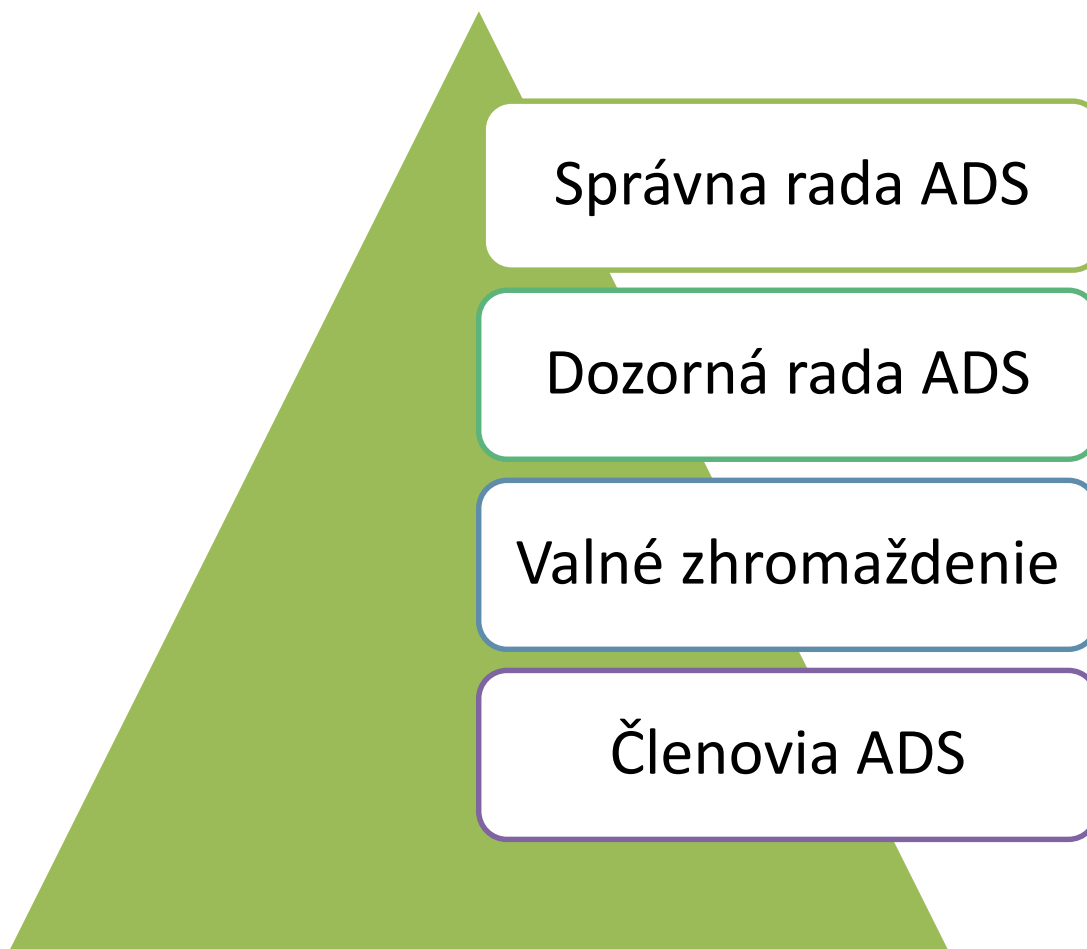 Správna rada ADS
Dozorná rada ADS
Valné zhromaždenie
Členovia ADS